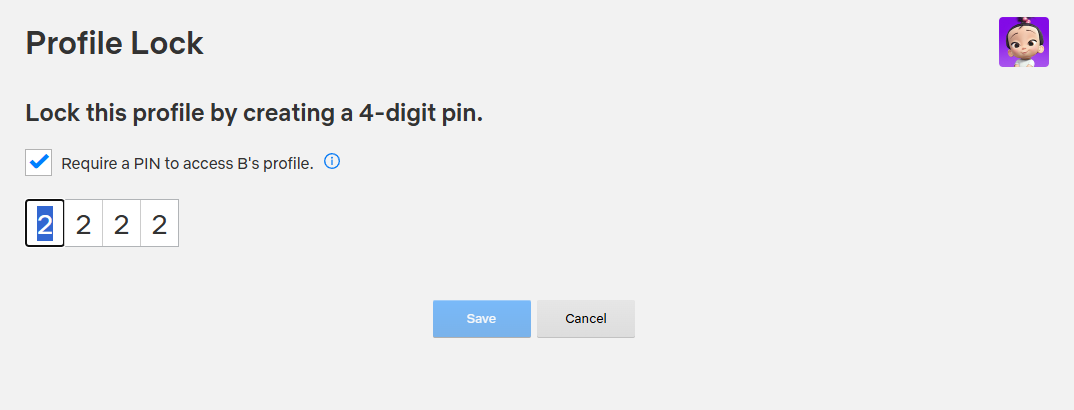 Profile Lock
Lock this profile by creating a 4-digit pin.
Require a PIN to access B's profile.
2 2 2 2
Save Cancel